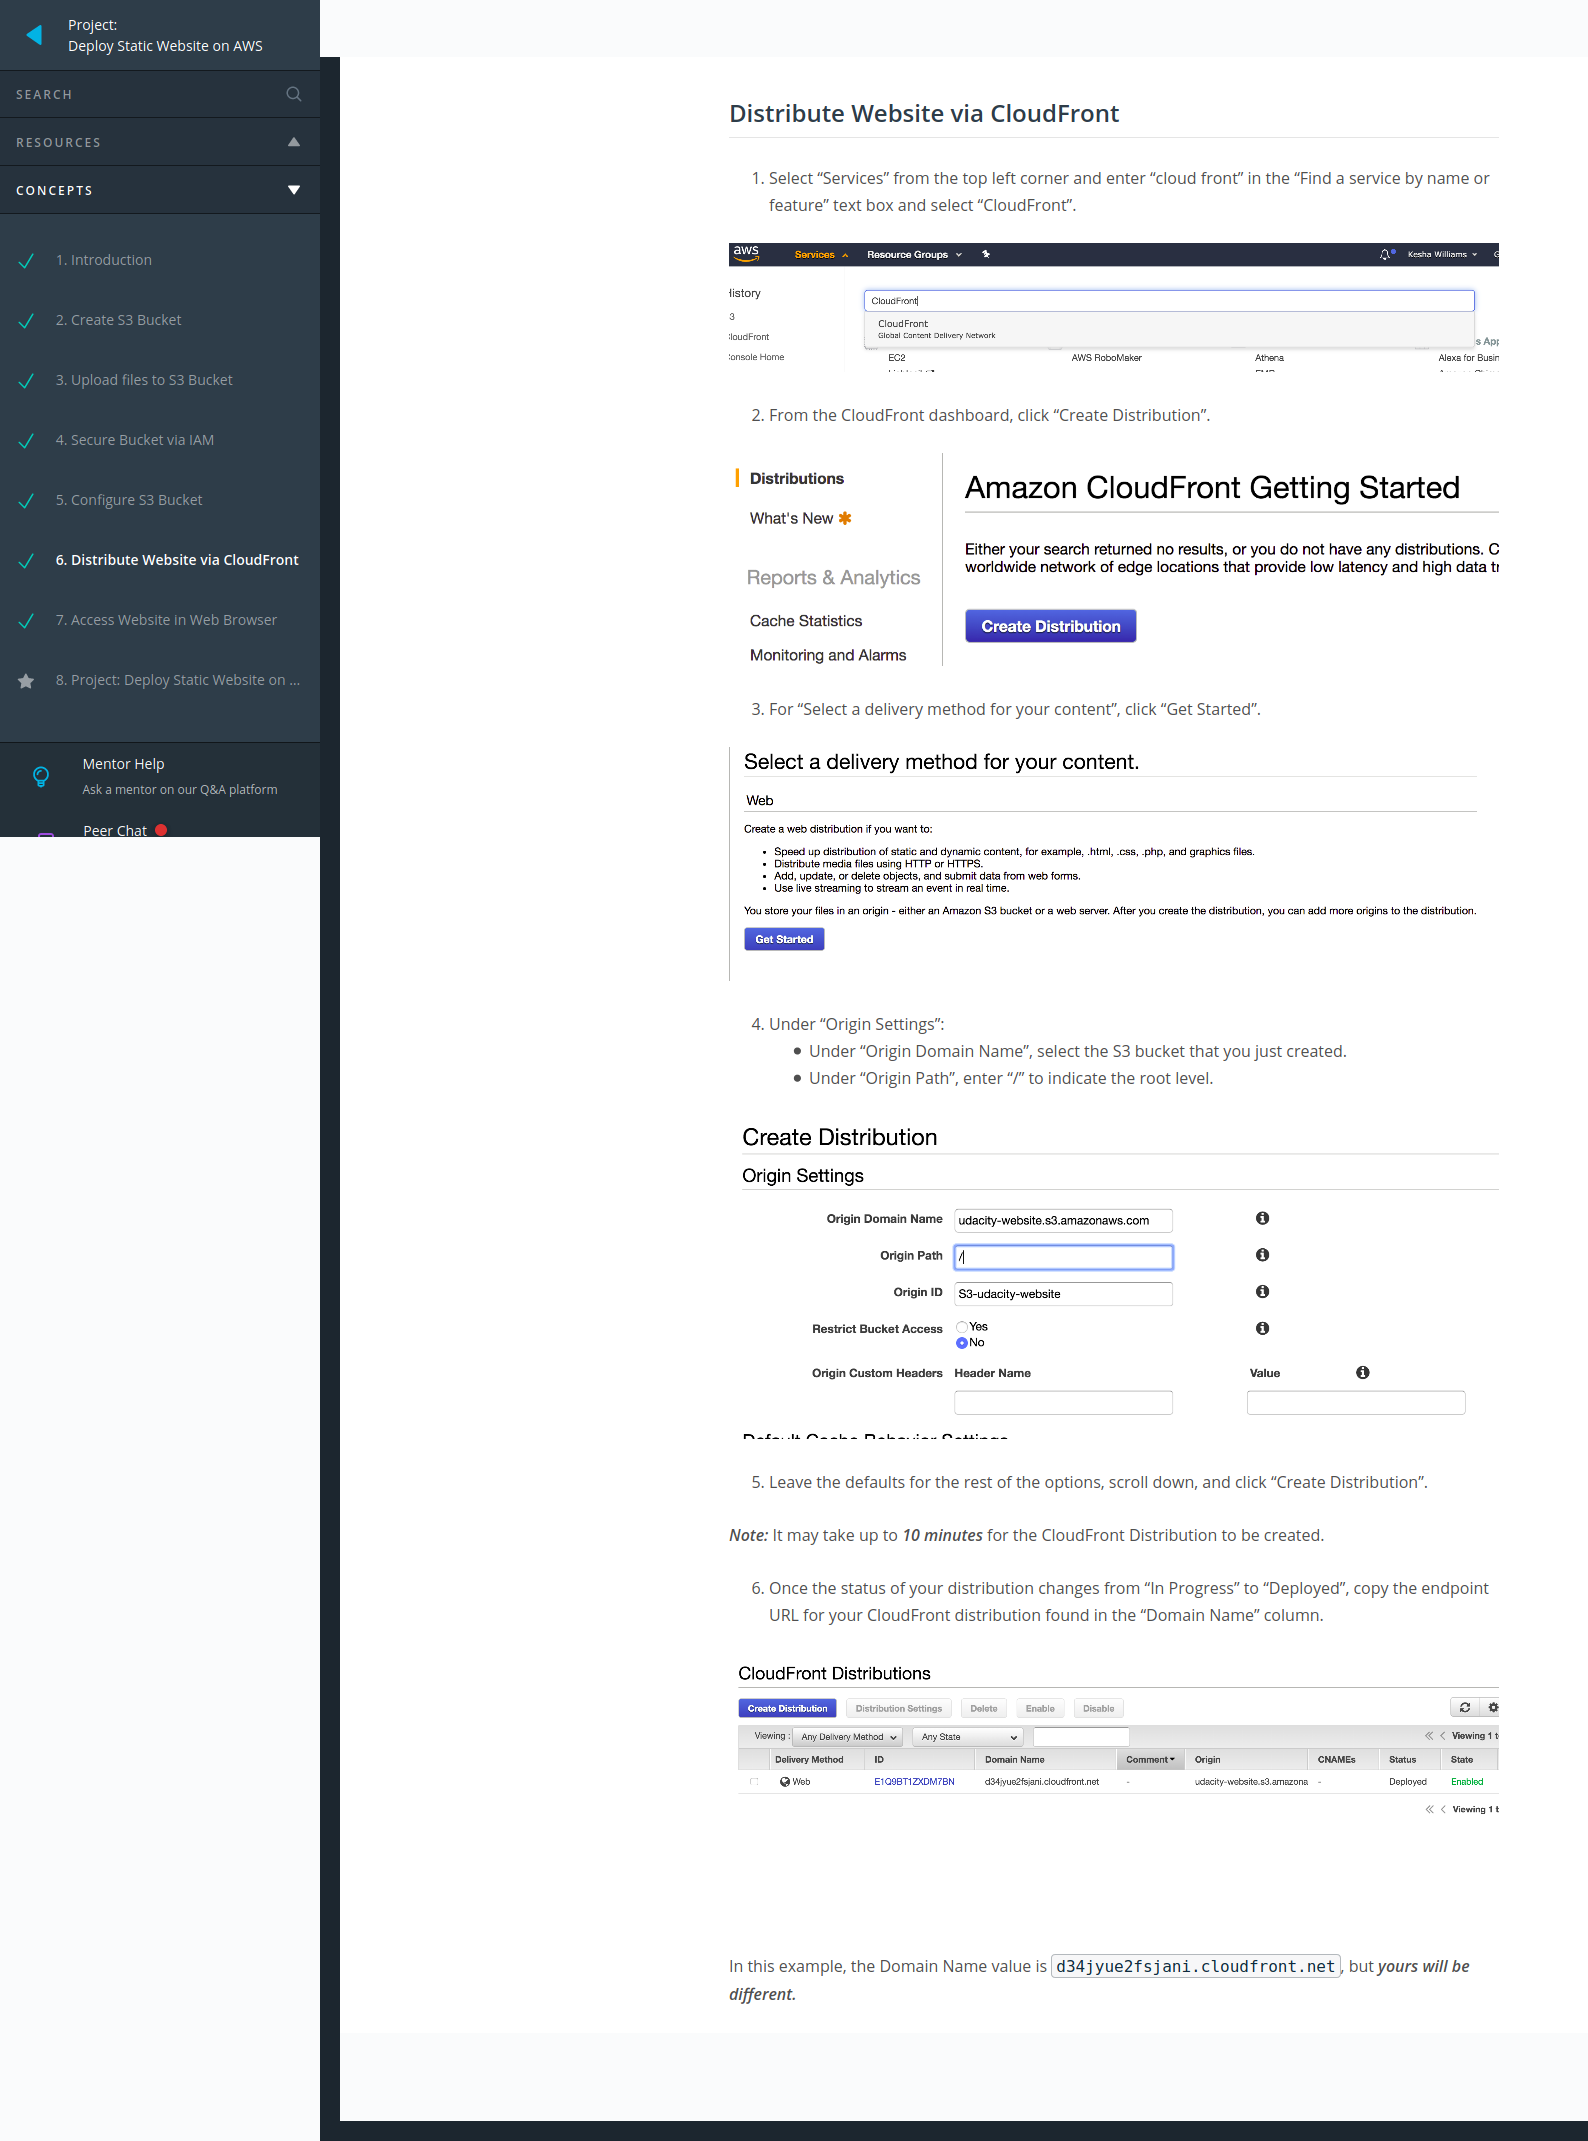 Project:
Deploy Static Website on AWS
SEARCH
RESOURCES
CONCEPTS
1. Introduction
2. Create S3 Bucket
3. Upload files to S3 Bucket
4. Secure Bucket via IAM
5. Configure S3 Bucket
6. Distribute Website via CloudFront
7. Access Website in Web Browser
8. Project: Deploy Static Website on ...
Mentor Help
Ask a mentor on our Q&A platform
Peer Chat
Distribute Website via CloudFront
1. Select “Services” from the top left corner and enter “cloud front” in the “Find a service by name or
feature” text box and select “CloudFront”.
aws Services Resource Groups Kesha Williams
History
CloudFront
3
CloudFront
Global Content Delivery Network
CloudFront
s App
Console Home
EC2 AWS RoboMaker Athena Alexa for Busin
2. From the CloudFront dashboard, click “Create Distribution”.
Distributions
What's New
Reports & Analytics
Cache Statistics
Monitoring and Alarms
Amazon CloudFront Getting Started
Either your search returned no results, or you do not have any distributions. C
worldwide network of edge locations that provide low latency and high data tr
Create Distribution
3. For “Select a delivery method for your content”, click “Get Started”.
Select a delivery method for your content.
Web
Create a web distribution if you want to:
• Speed up distribution of static and dynamic content, for example, .html, .css, .php, and graphics files.
• Distribute media files using HTTP or HTTPS.
• Add, update, or delete objects, and submit data from web forms.
• Use live streaming to stream an event in real time.
You store your files in an origin - either an Amazon S3 bucket or a web server. After you create the distribution, you can add more origins to the distribution.
Get Started
4. Under “Origin Settings”:
• Under “Origin Domain Name”, select the S3 bucket that you just created.
• Under “Origin Path”, enter “/” to indicate the root level.
Create Distribution
Origin Settings
Origin Domain Name udacity-website.s3.amazonaws.com
Origin Path /
Origin ID S3-udacity-website
Restrict Bucket Access Yes
No
Origin Custom Headers Header Name Value
Default Cache Behavior Settings
5. Leave the defaults for the rest of the options, scroll down, and click “Create Distribution”.
Note: It may take up to 10 minutes for the CloudFront Distribution to be created.
6. Once the status of your distribution changes from “In Progress” to “Deployed”, copy the endpoint
URL for your CloudFront distribution found in the “Domain Name” column.
CloudFront Distributions
Create Distribution Distribution Settings Delete Enable Disable
Viewing : Any Delivery Method Any State Viewing 1 t
Delivery Method ID Domain Name Comment Origin CNAMEs Status State
Web E1Q9BT1ZXDM7BN d34jyue2fsjani.cloudfront.net - udacity-website.s3.amazona - Deployed Enabled
Viewing 1 t
In this example, the Domain Name value is d34jyue2fsjani.cloudfront.net, but yours will be
different.